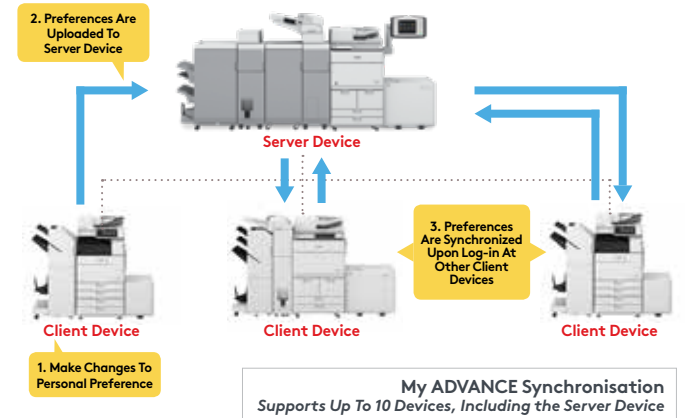 2. Preferences Are
Uploaded To
Server Device
Server Device
3. Preferences
Are Synchronized
Upon Log-in At
Other Client
Devices
Client Device
Client Device
Client Device
1. Make Changes To
Personal Preference
My ADVANCE Synchronisation
Supports Up To 10 Devices, Including the Server Device